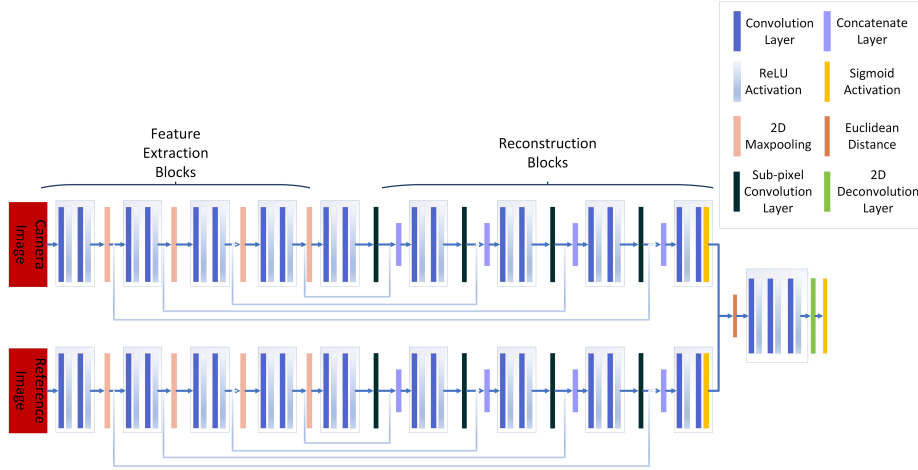 Convolution
Layer
Concatenate
Layer
ReLU
Activation
Sigmoid
Activation
2D
Maxpooling
Euclidean
Distance
Sub-pixel
Convolution
Layer
2D
Deconvolution
Layer
Feature
Extraction
Blocks
Reconstruction
Blocks
Camera
Image
Reference
Image